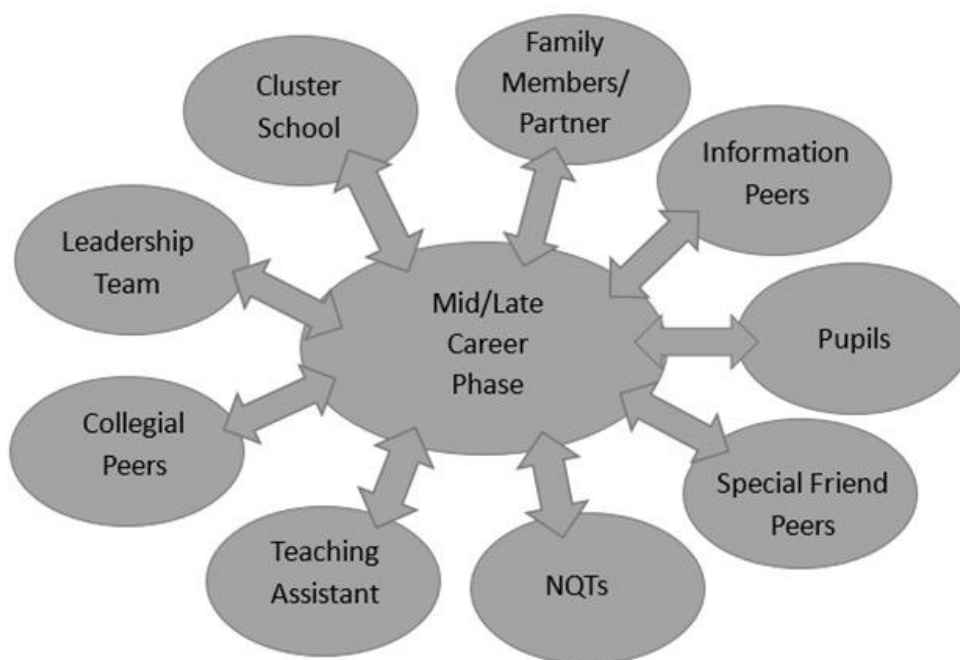 Family
Members/
Partner
Cluster
School
Information
Peers
Leadership
Team
Mid/Late
Career
Phase
Pupils
Collegial
Peers
Special Friend
Peers
Teaching
Assistant
NQTs